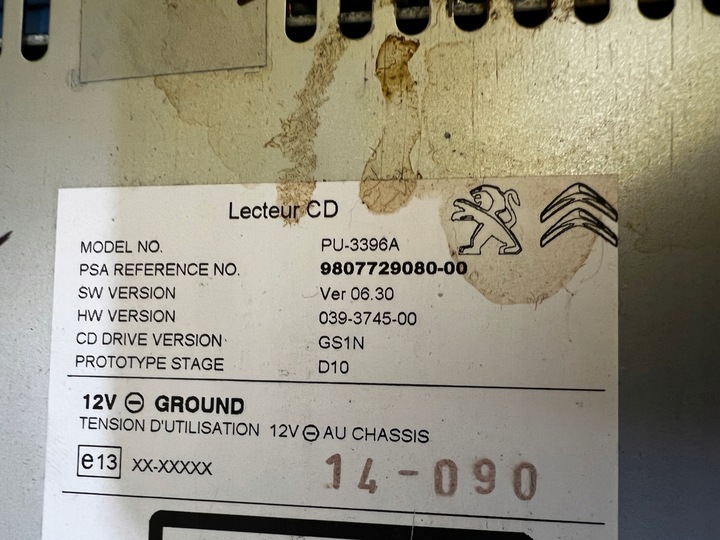 Lecteur CD
MODEL NO. PU-3396A
PSA REFERENCE NO. 9807729080-00
SW VERSION Ver 06.30
HW VERSION 039-3745-00
CD DRIVE VERSION GS1N
PROTOTYPE STAGE D10
12V ⊖ GROUND
TENSION D'UTILISATION 12V ⊖ AU CHASSIS
e13 XX-XXXXX 14-090